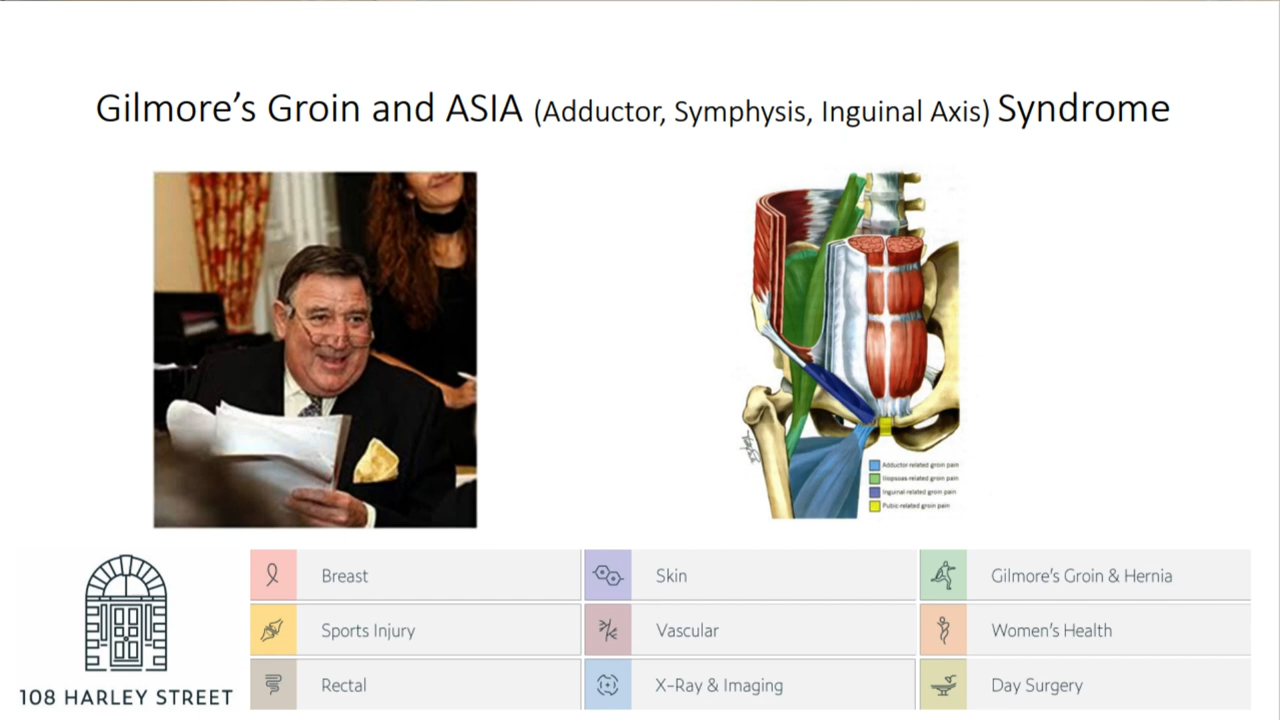 Gilmore’s Groin and ASIA (Adductor, Symphysis, Inguinal Axis) Syndrome
Adductor-related groin pain
Iliopsoas-related groin pain
Inguinal-related groin pain
Pubic-related groin pain
Breast
Skin
Gilmore's Groin & Hernia
Sports Injury
Vascular
Women's Health
Rectal
X-Ray & Imaging
Day Surgery
108 HARLEY STREET